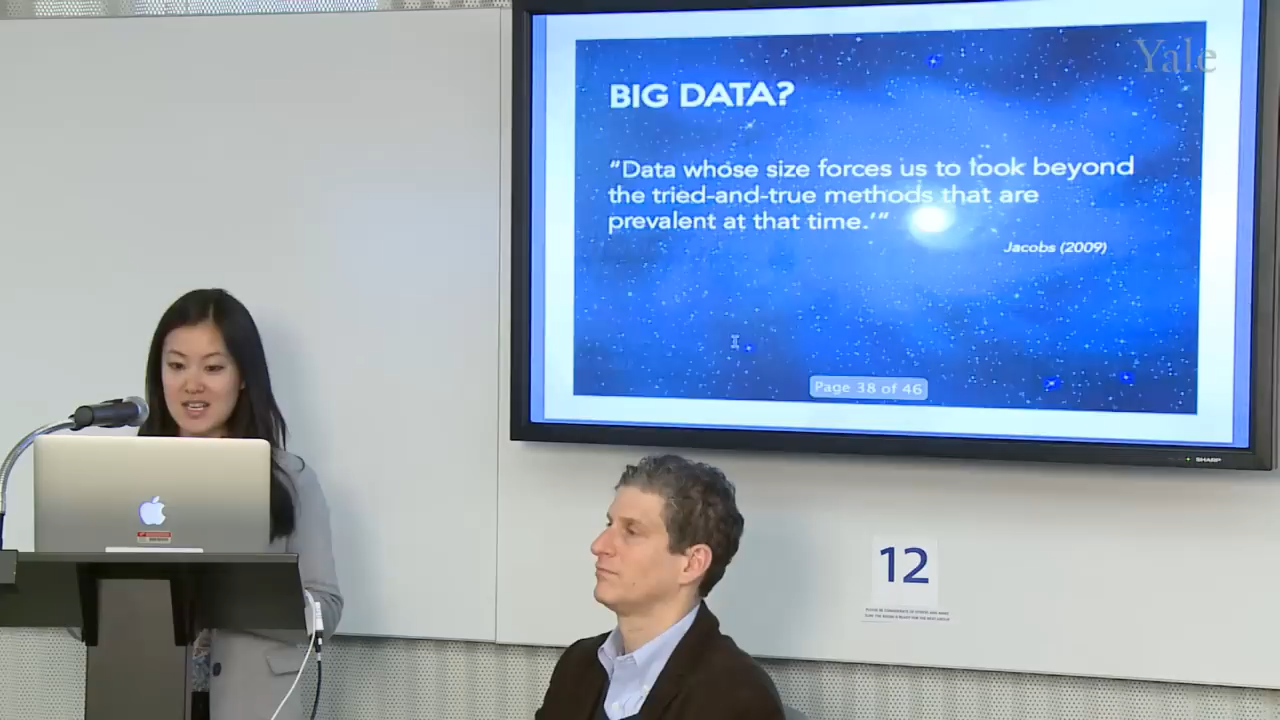 Yale
BIG DATA?
“Data whose size forces us to look beyond
the tried-and-true methods that are
prevalent at that time.’”
Jacobs (2009)
Page 38 of 46
SHARP
12